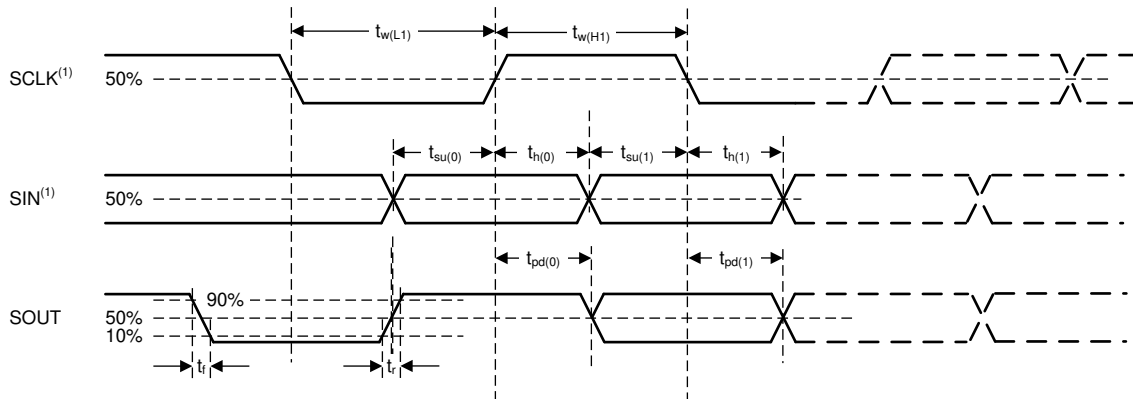 t_w(L1) t_w(H1)
SCLK(1) 50%
t_su(0) t_h(0) t_su(1) t_h(1)
SIN(1) 50%
t_pd(0) t_pd(1)
90%
SOUT 50%
10%
t_f t_r